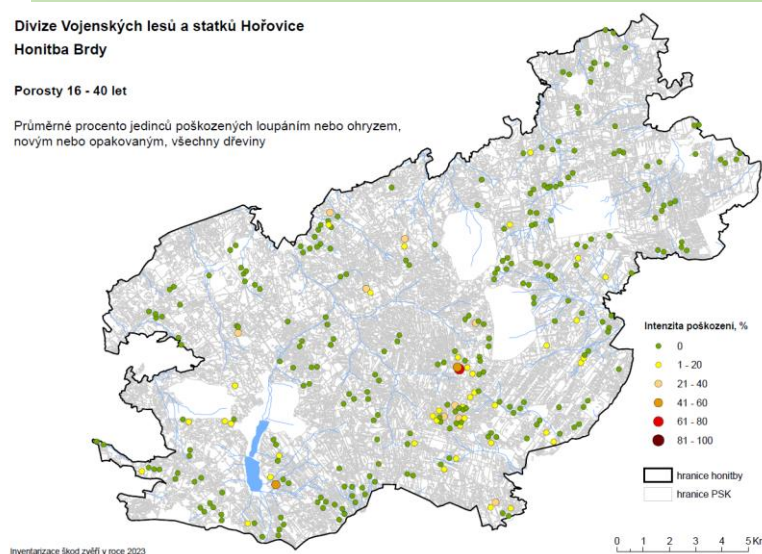 Divize Vojenských lesů a statků Hořovice
Honitba Brdy
Porosty 16 - 40 let
Průměrné procento jedinců poškozených loupáním nebo ohryzem,
novým nebo opakovaným, všechny dřeviny
Intenzita poškození, %
0
1 - 20
21 - 40
41 - 60
61 - 80
81 - 100
hranice honitby
hranice PSK
0 1 2 3 4 5 Km
Inventarizace škod zvěří v roce 2023